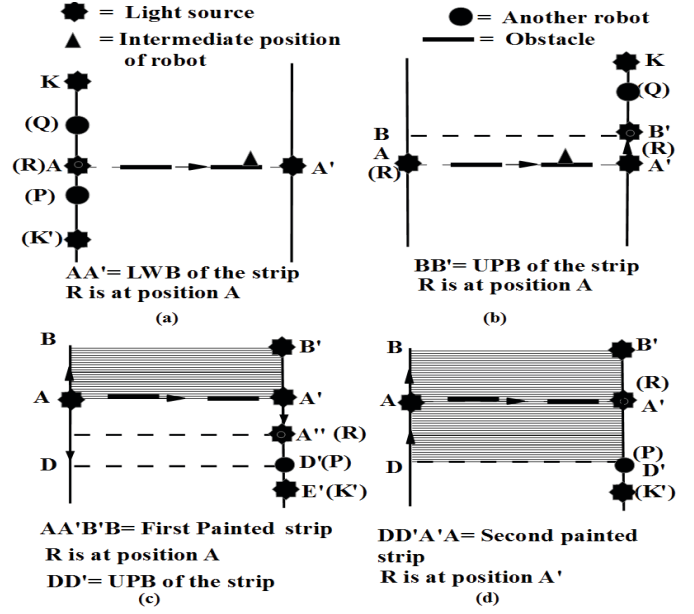 = Light source
= Another robot
= Intermediate position
of robot
= Obstacle
K
(Q)
(R)A
A'
(P)
(K')
AA'= LWB of the strip
R is at position A
(a)
K
(Q)
B
B'
A
(R)
(R)
A'
BB'= UPB of the strip
R is at position A
(b)
B
B'
A
A'
A'' (R)
D
D'(P)
E'(K')
AA'B'B= First Painted strip
R is at position A
DD'= UPB of the strip
(c)
B
B'
(R)
A
A'
(P)
D
D'
(K')
DD'A'A= Second painted
strip
R is at position A'
(d)